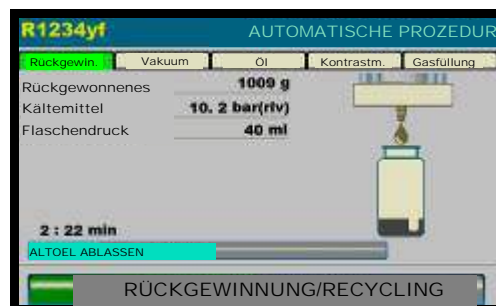 R1234yf AUTOMATISCHE PROZEDUR
Rückgewin. Vakuum Öl Kontrastm. Gasfüllung
Rückgewonnenes 1009 g
Kältemittel 10. 2 bar(rlv)
Flaschendruck 40 ml
2 : 22 min
ALTOEL ABLASSEN
RÜCKGEWINNUNG/RECYCLING